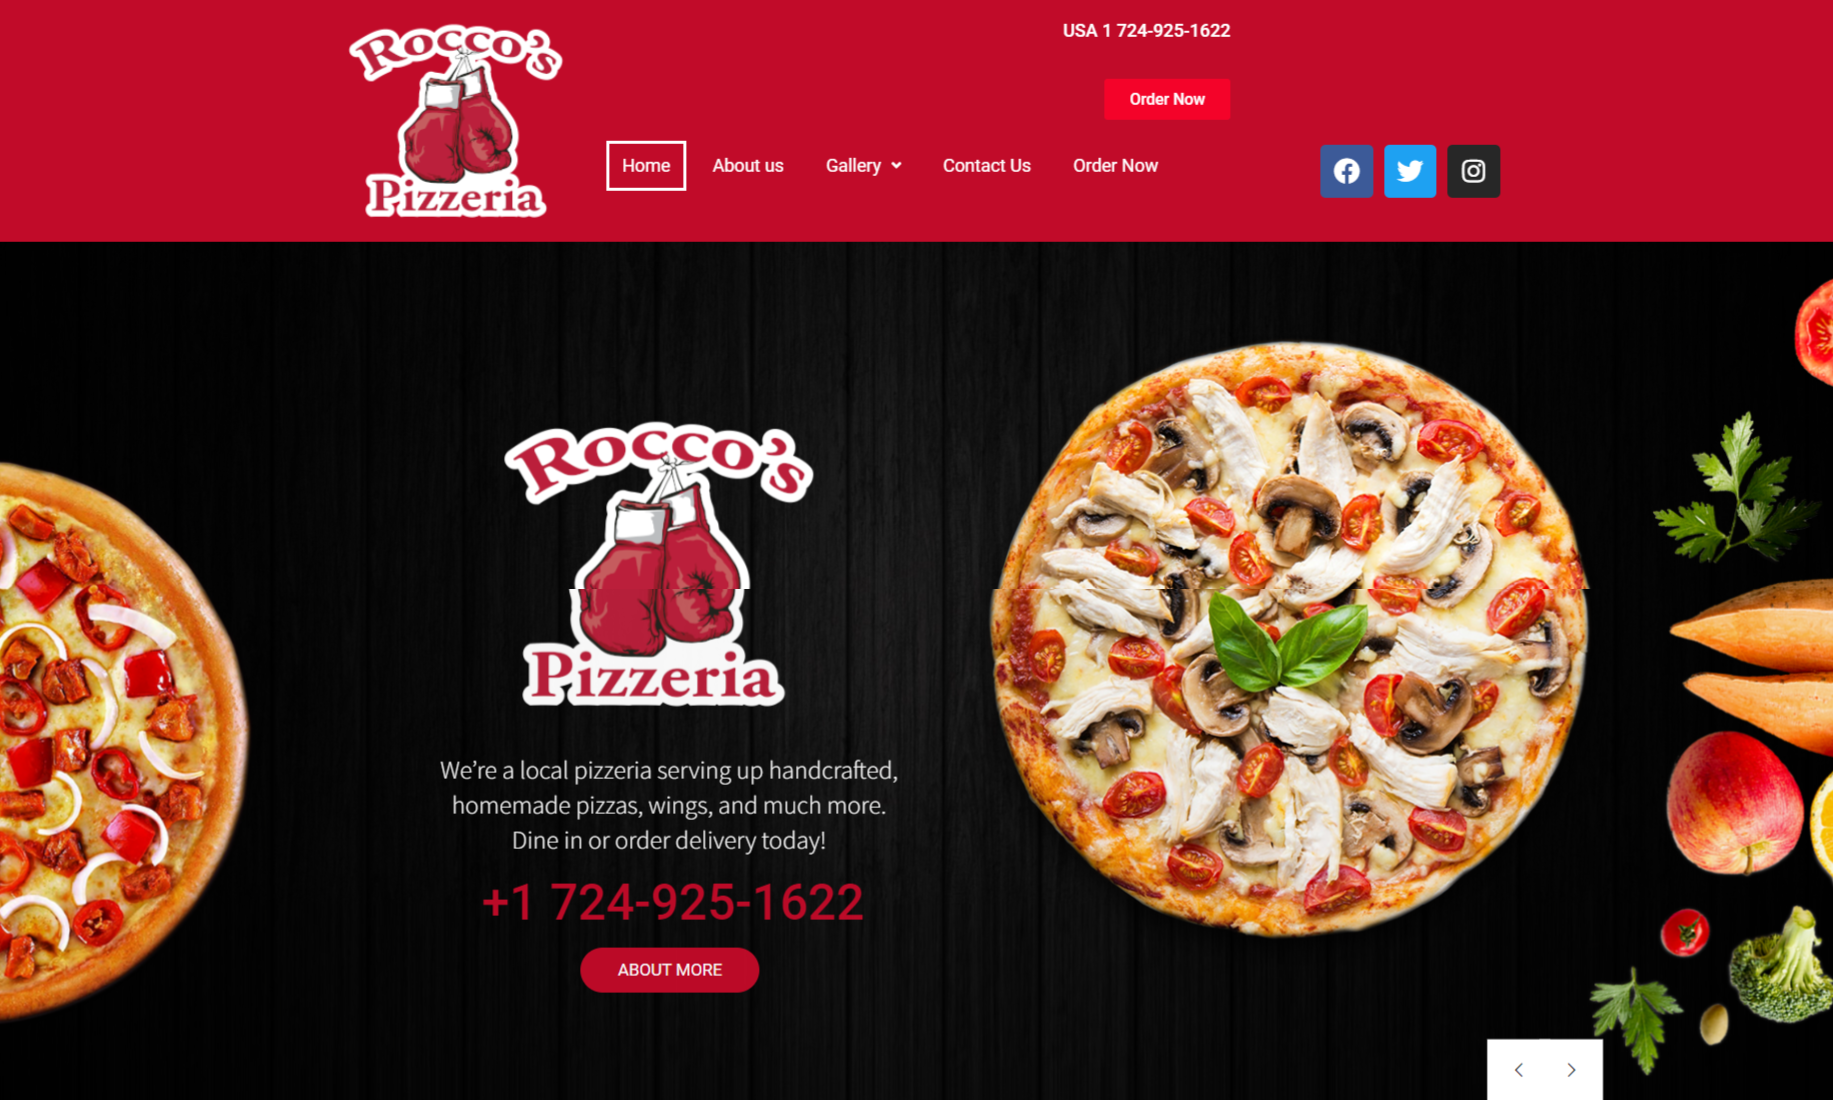 Rocco's
Pizzeria
USA 1 724-925-1622
Order Now
Home
About us
Gallery
Contact Us
Order Now
Rocco's
Pizzeria
We’re a local pizzeria serving up handcrafted,
homemade pizzas, wings, and much more.
Dine in or order delivery today!
+1 724-925-1622
ABOUT MORE